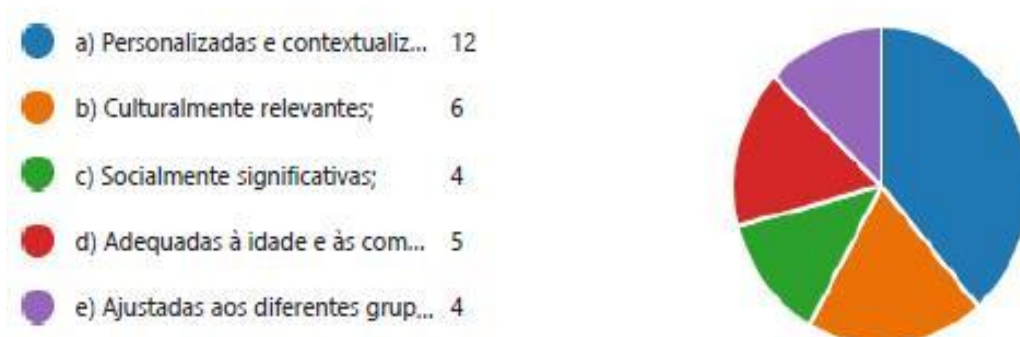 a) Personalizadas e contextualiz... 12
b) Culturalmente relevantes; 6
c) Socialmente significativas; 4
d) Adequadas à idade e às com... 5
e) Ajustadas aos diferentes grup... 4